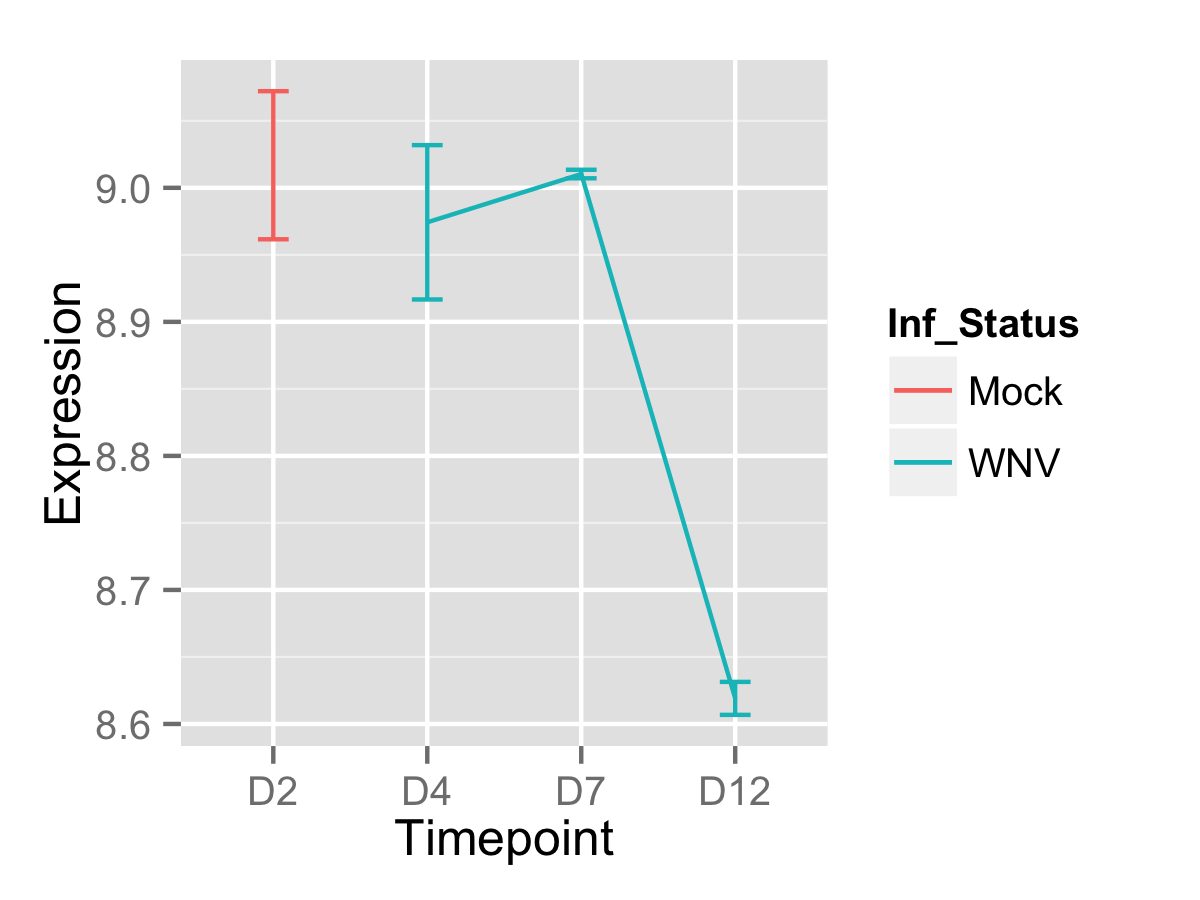 Expression
9.0
8.9
8.8
8.7
8.6
D2 D4 D7 D12
Timepoint
Inf_Status
Mock
WNV